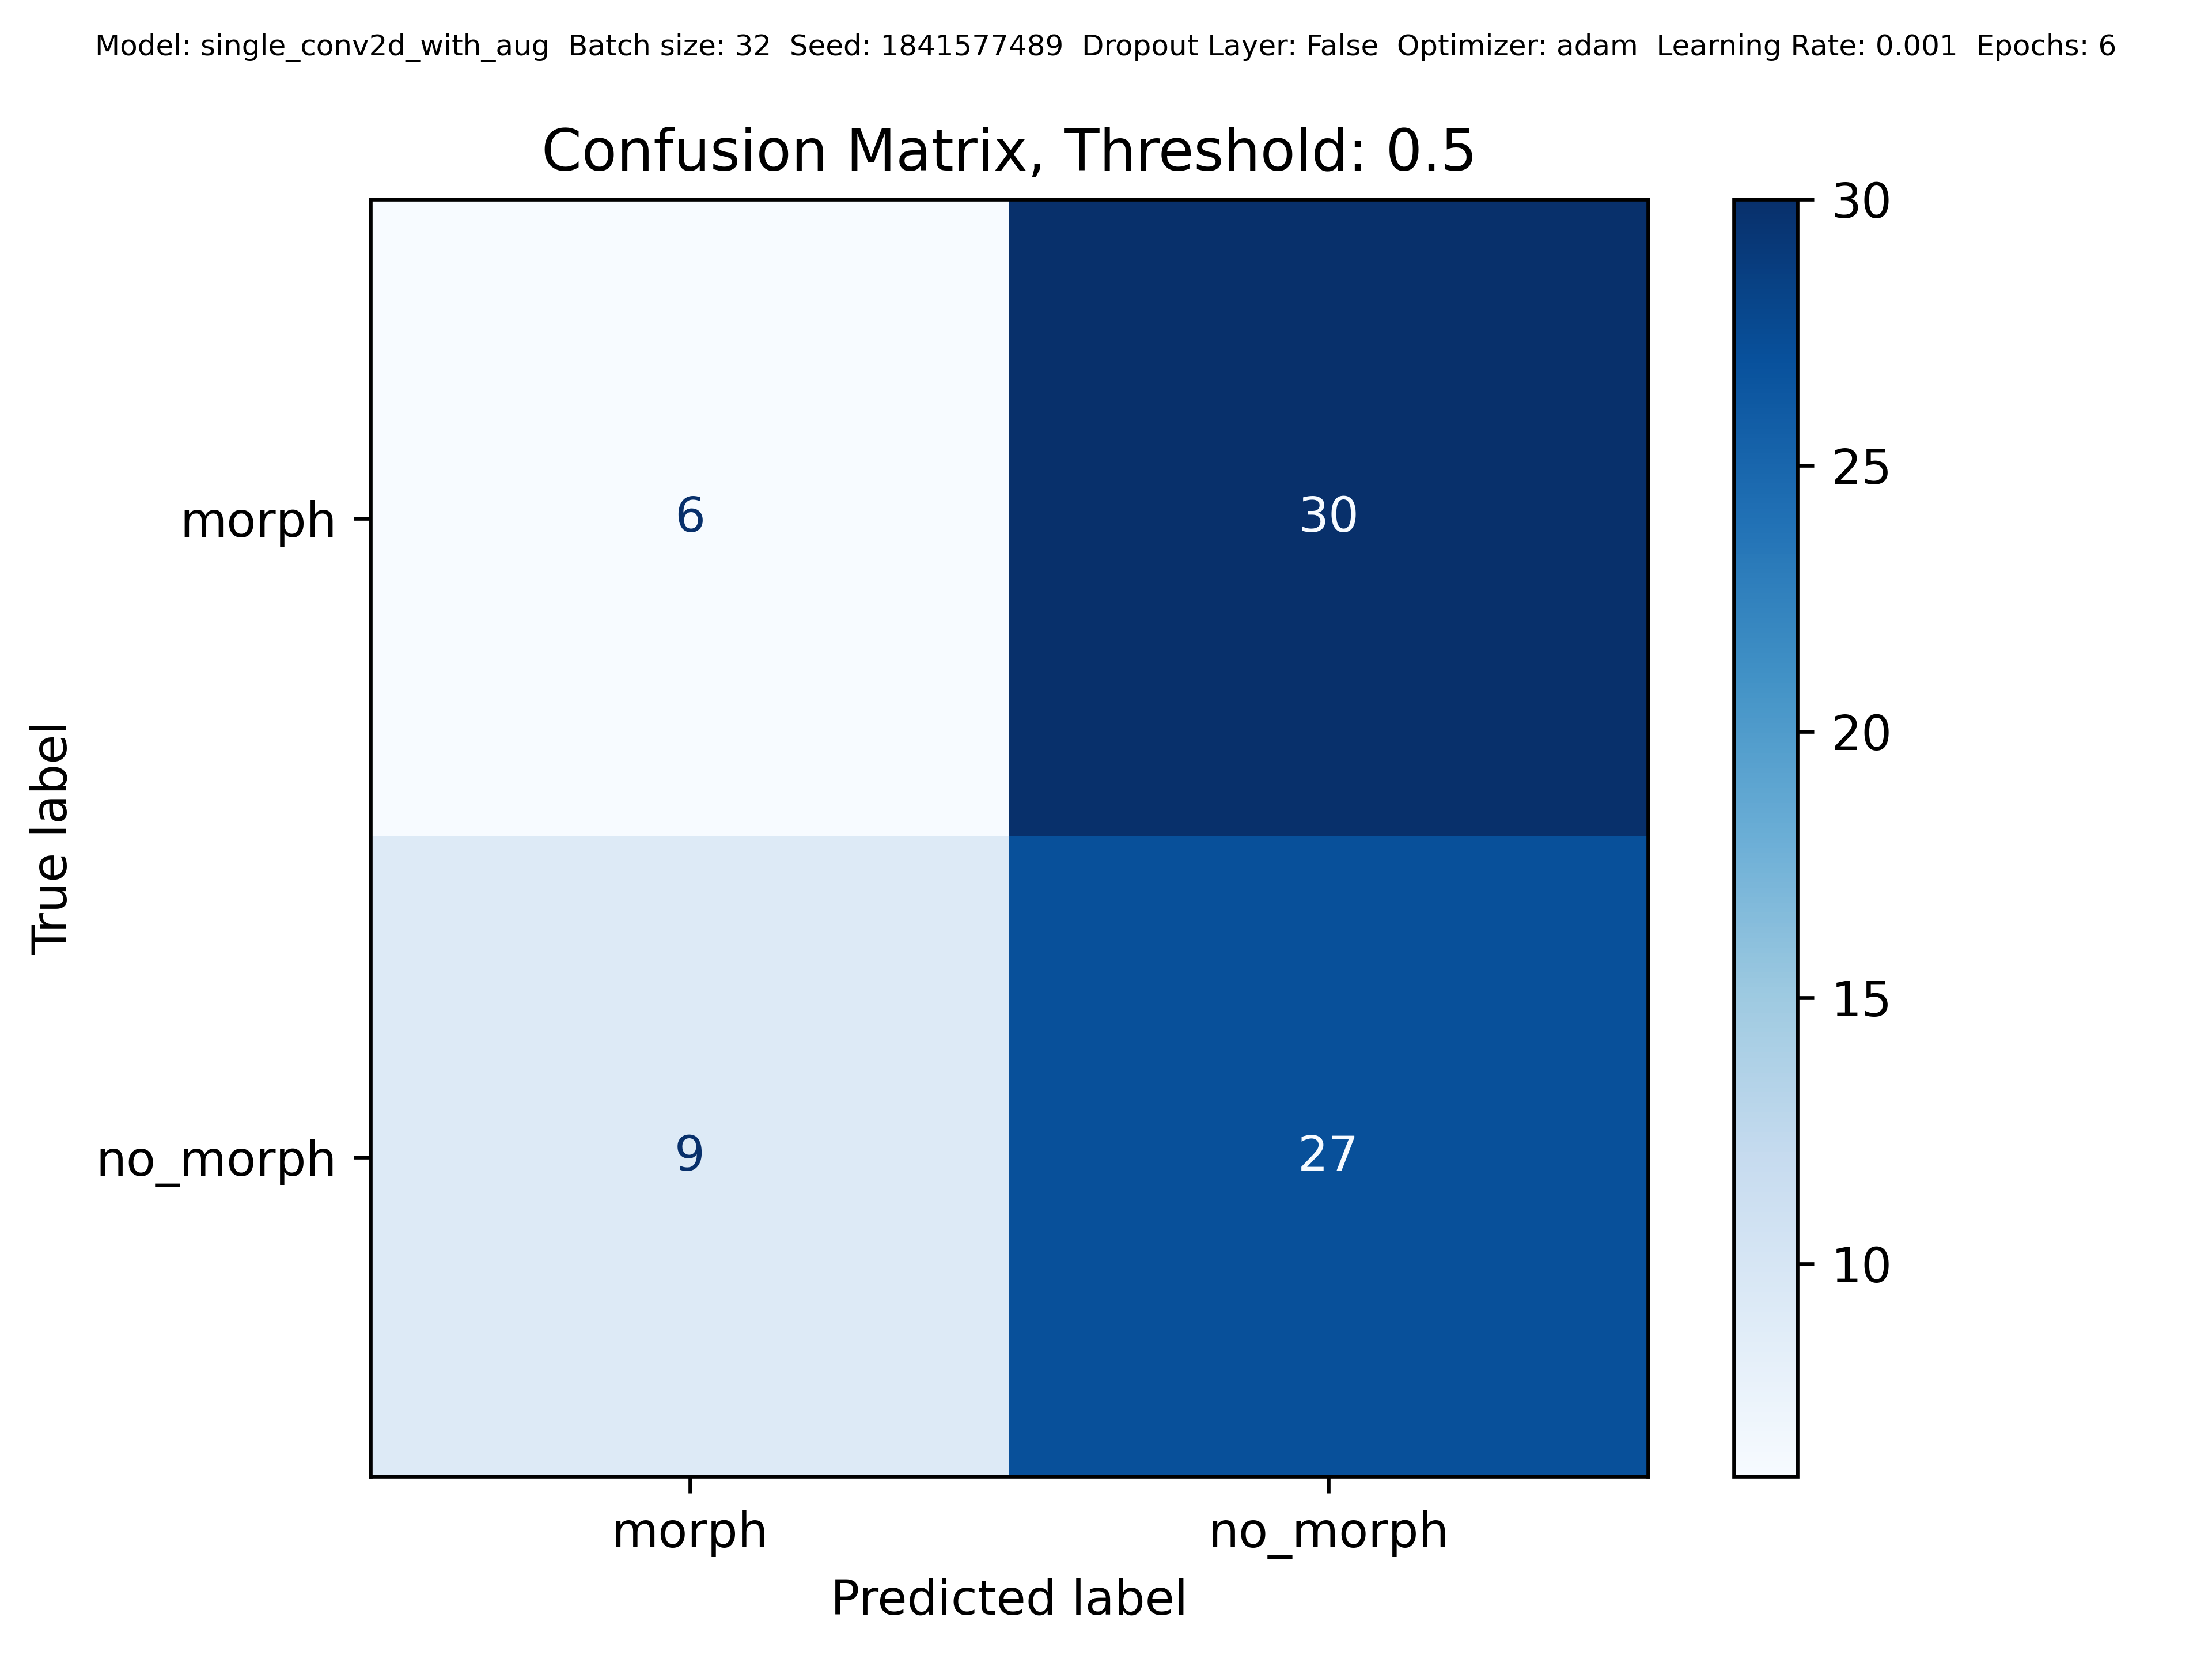 Model: single_conv2d_with_aug  Batch size: 32  Seed: 1841577489  Dropout Layer: False  Optimizer: adam  Learning Rate: 0.001  Epochs: 6
Confusion Matrix, Threshold: 0.5
30
25
20
15
10
True label
morph
6
30
no_morph
9
27
morph
no_morph
Predicted label